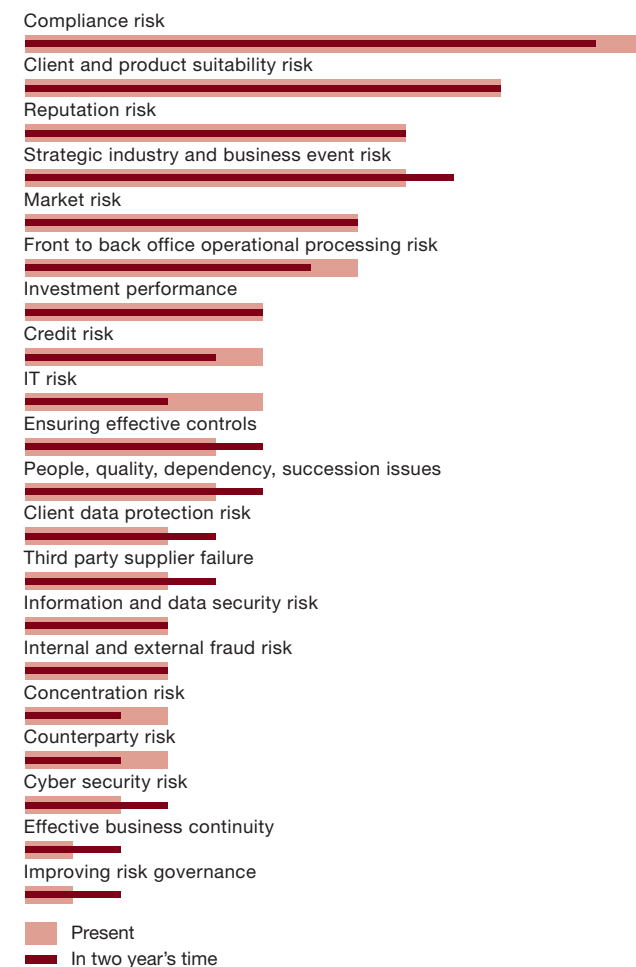 Compliance risk
Client and product suitability risk
Reputation risk
Strategic industry and business event risk
Market risk
Front to back office operational processing risk
Investment performance
Credit risk
IT risk
Ensuring effective controls
People, quality, dependency, succession issues
Client data protection risk
Third party supplier failure
Information and data security risk
Internal and external fraud risk
Concentration risk
Counterparty risk
Cyber security risk
Effective business continuity
Improving risk governance
Present
In two year's time